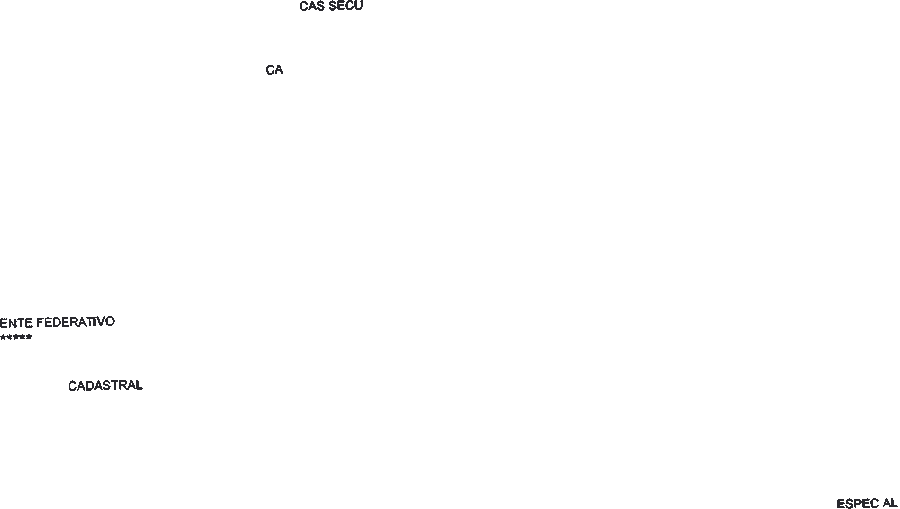 CAS SECU
CA
ENTE FEDERATIVO
*****
CADASTRAL
ESPEC AL